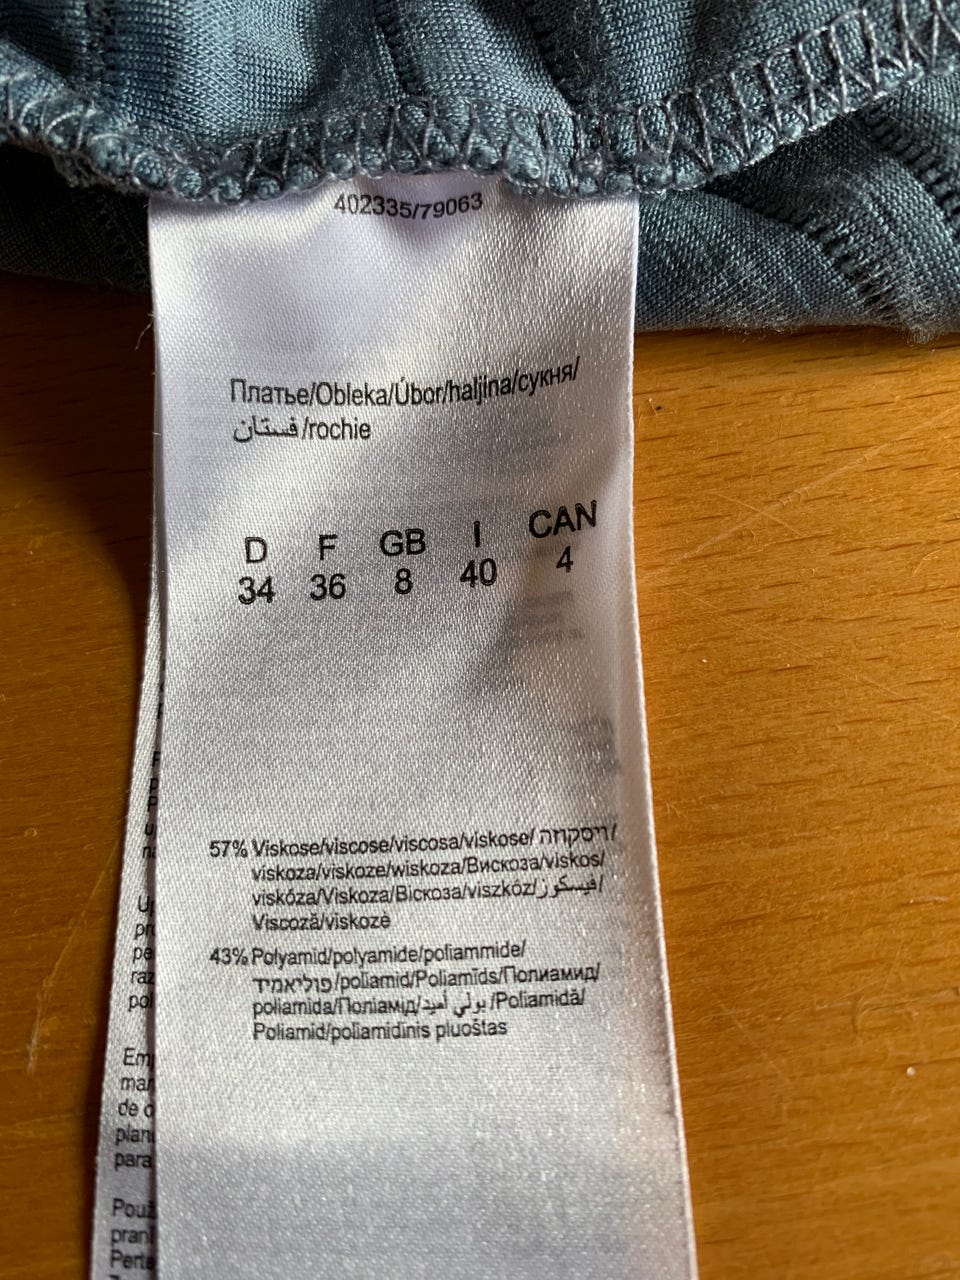 402335/79063
Платье/Obleka/Úbor/haljina/сукня/
فستان/rochie
D F GB I CAN
34 36 8 40 4
57% Viskose/viscose/viscosa/viskose/ ויסקוזה/
viskoza/viskoze/wiskoza/Вискоза/viskos/
viskóza/Viskoza/Віскоза/viszkóz/فيسكوز/
Viscoză/viskozė
43% Polyamid/polyamide/poliammide/
פוליאמיד/poliamid/Poliamīds/Полиамид/
poliamida/Поліамід/بولي أميد/Poliamidă/
Poliamid/poliamidinis pluoštas
de
para